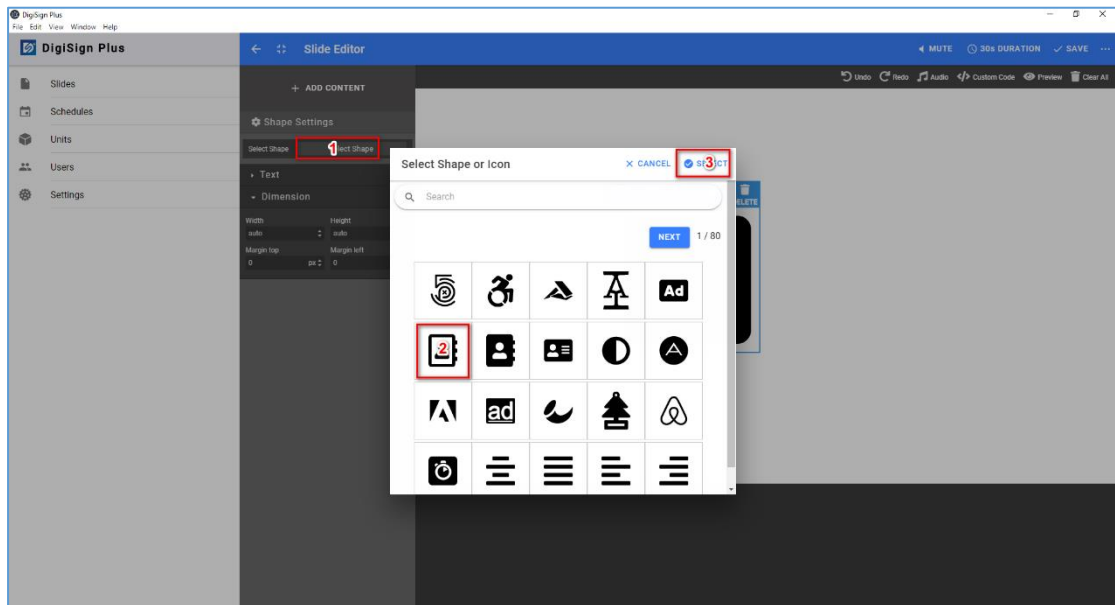 DigiSign Plus
File Edit View Window Help
DigiSign Plus
Slide Editor
MUTE 30s DURATION SAVE ...
Undo Redo Audio </> Custom Code Preview Clear All
Slides
Schedules
Units
Users
Settings
+ ADD CONTENT
Shape Settings
Select Shape
1
Text
Dimension
Width Height
auto auto
Margin top Margin left
0 px 0
Select Shape or Icon
CANCEL
3
Search
NEXT 1 / 80
Ad
2
ad
DELETE